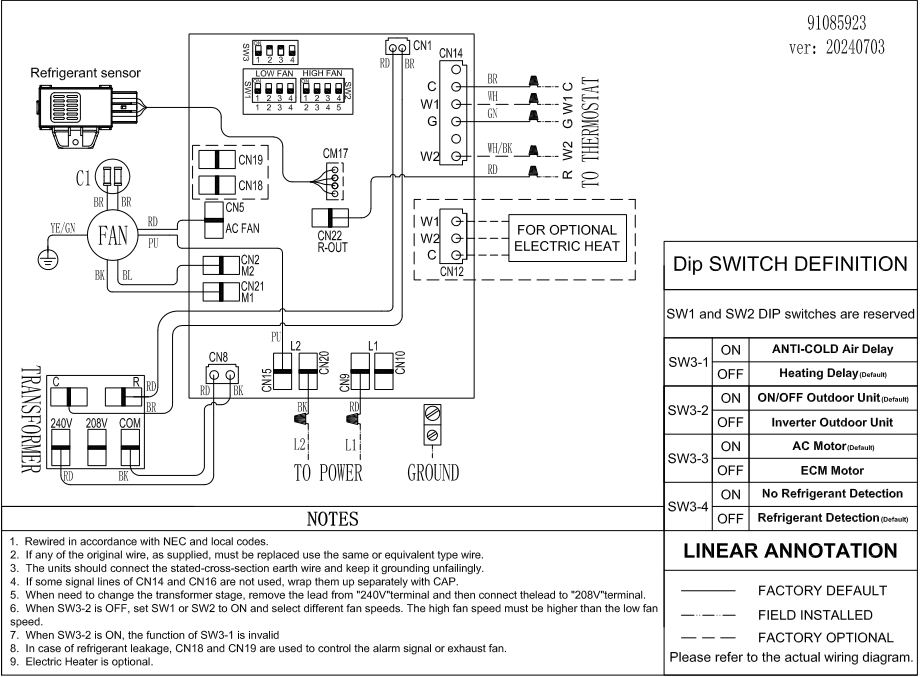 91085923
ver: 20240703
Refrigerant sensor
SW3
ON
1 2 3 4
LOW FAN HIGH FAN
SW1
ON
1 2 3 4
1 2 3 4
SW2
ON
1 2 3 4
2 3 4 5
CN1
RD BR
CN14
C
W1
G
W2
BR
WH
GN
WH/BK
RD
C
W1
G
W2
R
TO THERMOSTAT
CN19
CN18
CM17
CN5
AC FAN
CN22
R-OUT
C1
BR BR
YE/GN
FAN
RD
PU
BK BL
CN2
M2
CN21
M1
W1
W2
C
CN12
FOR OPTIONAL
ELECTRIC HEAT
PU
L2
CN15
CN20
L1
CN9
CN10
CN8
RD BK
TRANSFORMER
C R
RD
BR
240V 208V COM
RD BK
BK
L2
RD
L1
TO POWER
GROUND
Dip SWITCH DEFINITION
SW1 and SW2 DIP switches are reserved
SW3-1 ON ANTI-COLD Air Delay
OFF Heating Delay(Default)
SW3-2 ON ON/OFF Outdoor Unit(Default)
OFF Inverter Outdoor Unit
SW3-3 ON AC Motor(Default)
OFF ECM Motor
SW3-4 ON No Refrigerant Detection
OFF Refrigerant Detection(Default)
LINEAR ANNOTATION
FACTORY DEFAULT
FIELD INSTALLED
FACTORY OPTIONAL
Please refer to the actual wiring diagram.
NOTES
1. Rewired in accordance with NEC and local codes.
2. If any of the original wire, as supplied, must be replaced use the same or equivalent type wire.
3. The units should connect the stated-cross-section earth wire and keep it grounding unfailingly.
4. If some signal lines of CN14 and CN16 are not used, wrap them up separately with CAP.
5. When need to change the transformer stage, remove the lead from "240V"terminal and then connect thelead to "208V"terminal.
6. When SW3-2 is OFF, set SW1 or SW2 to ON and select different fan speeds. The high fan speed must be higher than the low fan
speed.
7. When SW3-2 is ON, the function of SW3-1 is invalid
8. In case of refrigerant leakage, CN18 and CN19 are used to control the alarm signal or exhaust fan.
9. Electric Heater is optional.